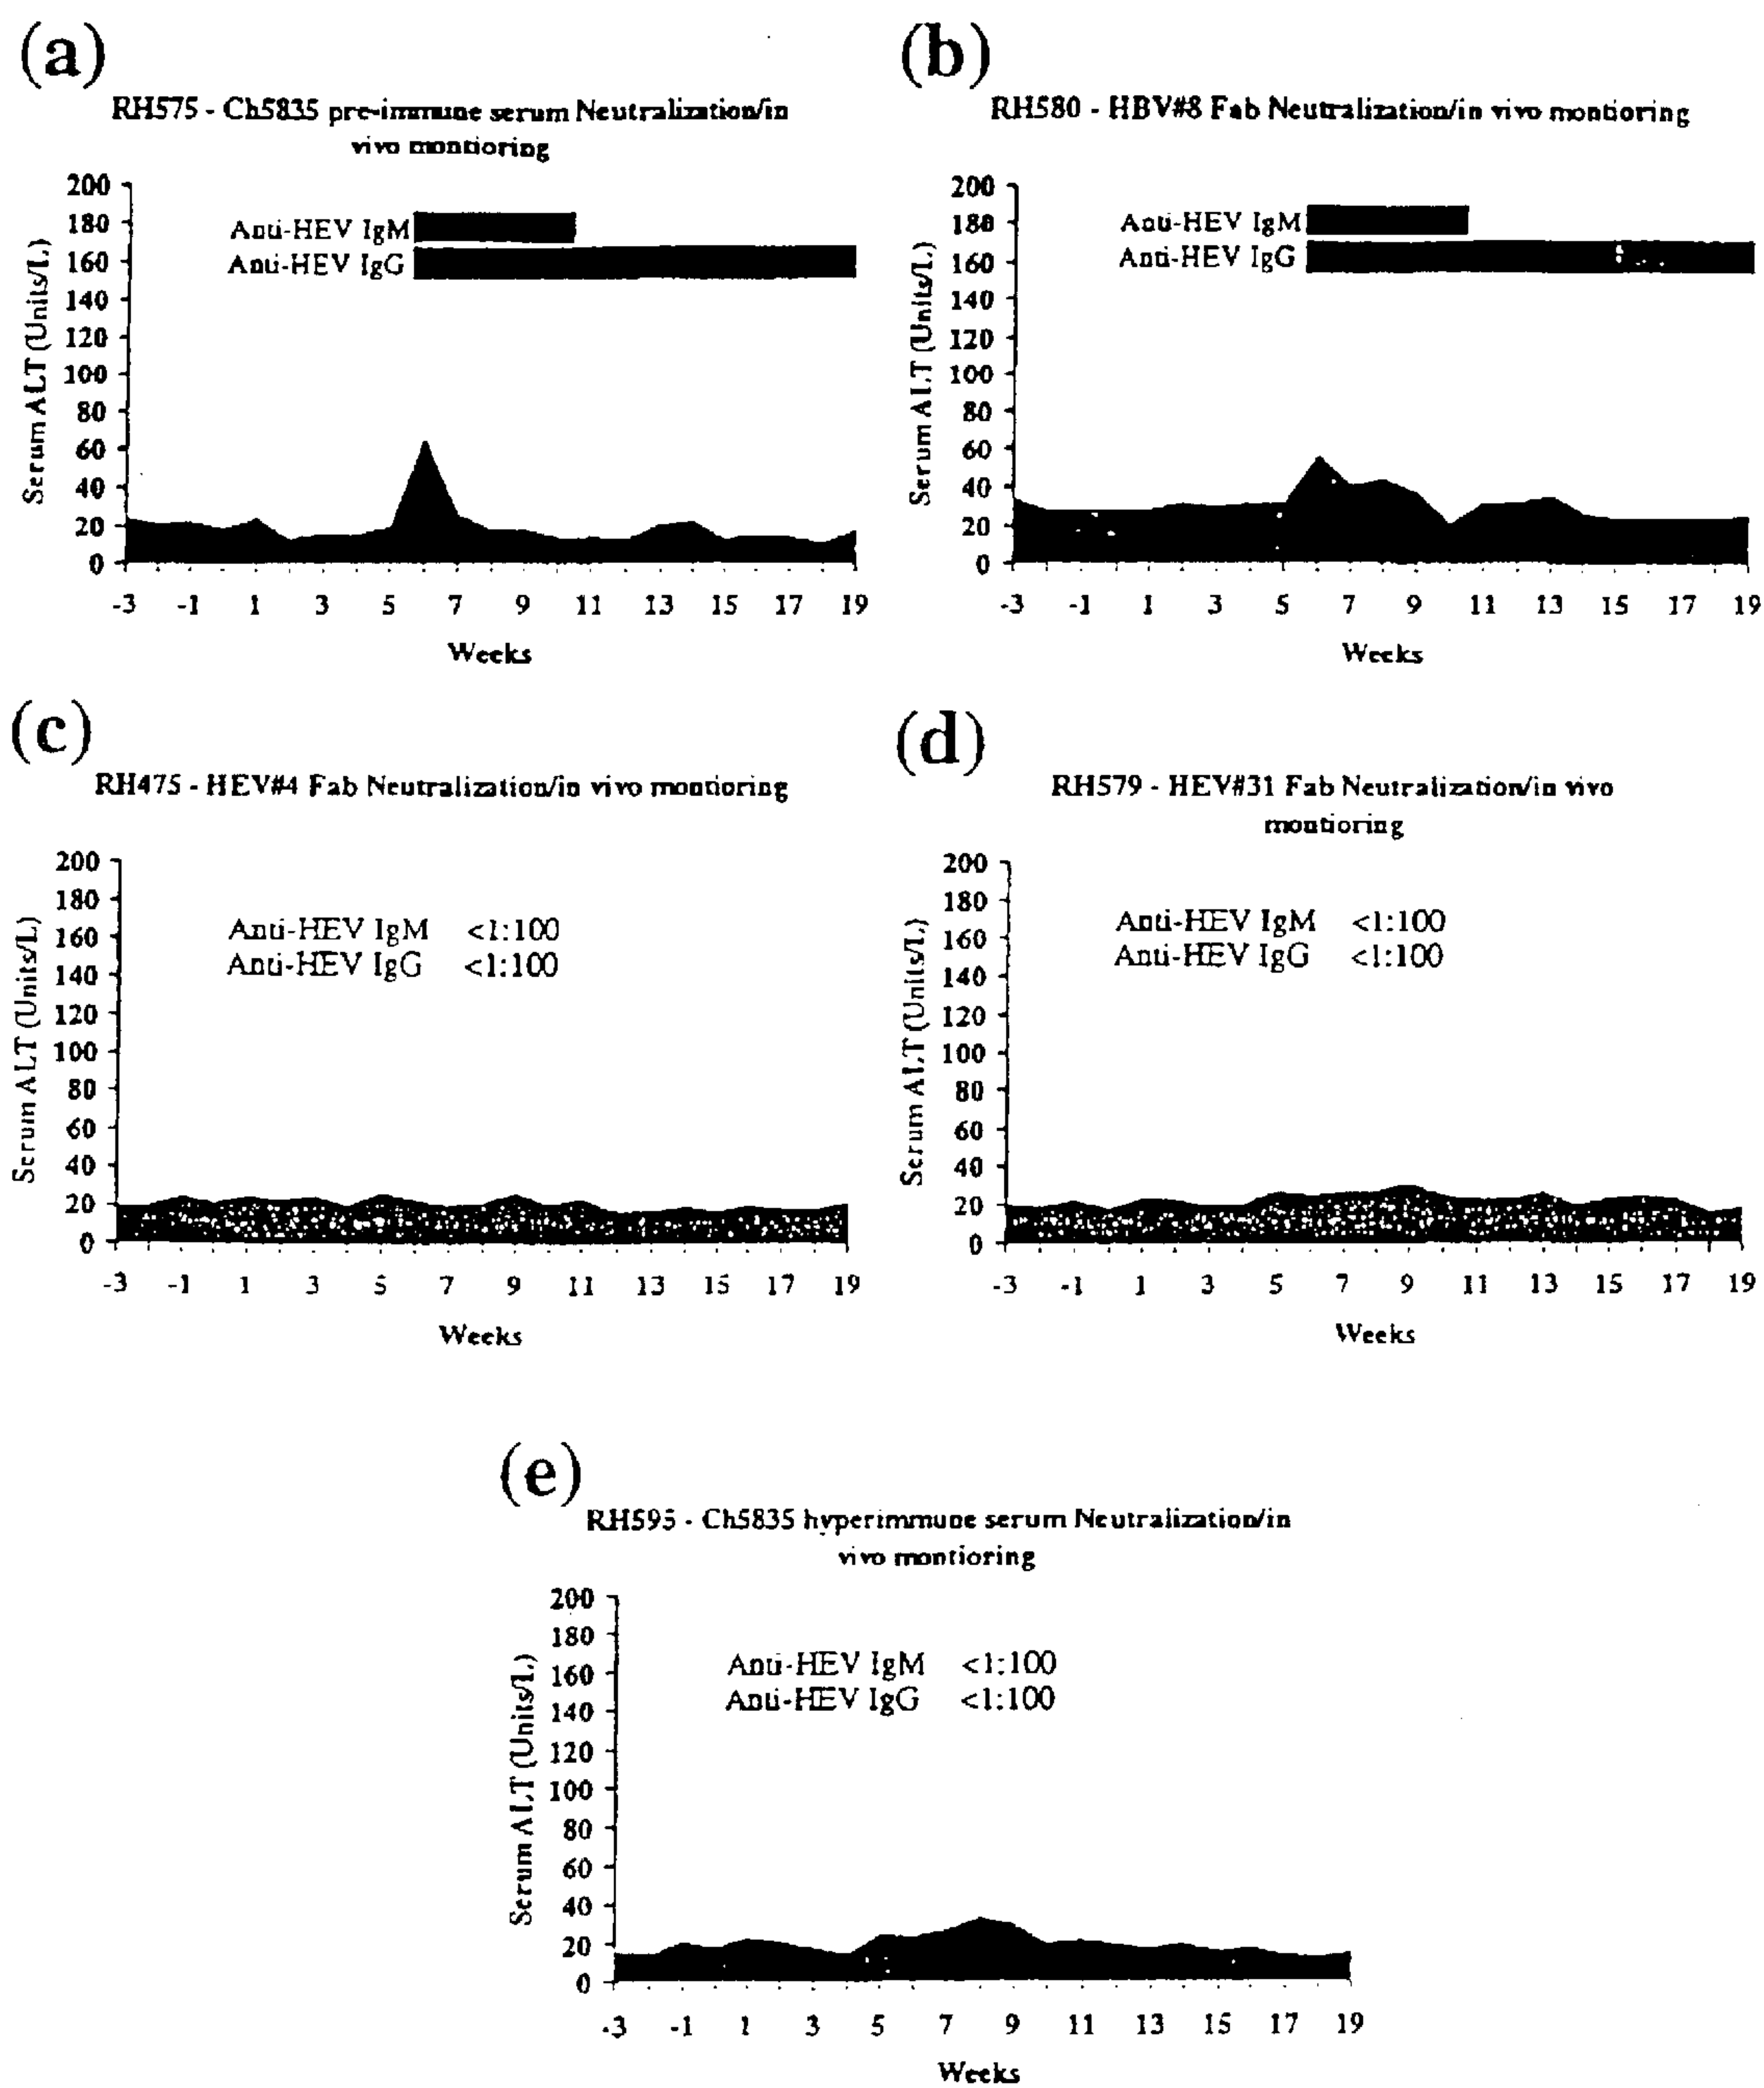 (a)
RH575 - Ch5835 pre-immune serum Neutralization/in
vivo montioring
200
180
160
140
120
100
80
60
40
20
0
Serum ALT (Units/L)
Anti-HEV IgM
Anti-HEV IgG
-3 -1 1 3 5 7 9 11 13 15 17 19
Weeks
(b)
RH580 - HBV#8 Fab Neutralization/in vivo montioring
200
180
160
140
120
100
80
60
40
20
0
Serum ALT (Units/L)
Anti-HEV IgM
Anti-HEV IgG
-3 -1 1 3 5 7 9 11 13 15 17 19
Weeks
(c)
RH475 - HEV#4 Fab Neutralization/in vivo montioring
200
180
160
140
120
100
80
60
40
20
0
Serum ALT (Units/L)
Anti-HEV IgM <1:100
Anti-HEV IgG <1:100
-3 -1 1 3 5 7 9 11 13 15 17 19
Weeks
(d)
RH579 - HEV#31 Fab Neutralization/in vivo
montioring
200
180
160
140
120
100
80
60
40
20
0
Serum ALT (Units/L)
Anti-HEV IgM <1:100
Anti-HEV IgG <1:100
-3 -1 1 3 5 7 9 11 13 15 17 19
Weeks
(e)
RH595 - Ch5835 hyperimmune serum Neutralization/in
vivo montioring
200
180
160
140
120
100
80
60
40
20
0
Serum ALT (Units/L)
Anti-HEV IgM <1:100
Anti-HEV IgG <1:100
-3 -1 1 3 5 7 9 11 13 15 17 19
Weeks